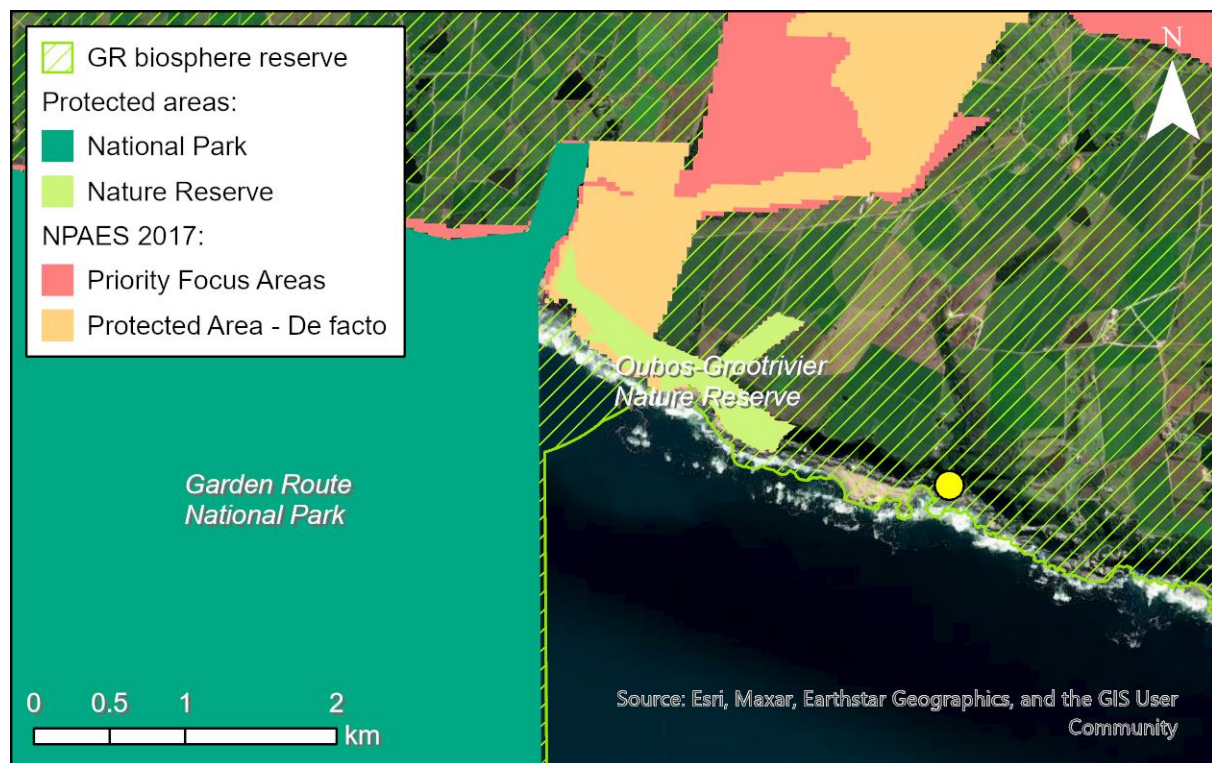 GR biosphere reserve
Protected areas:
National Park
Nature Reserve
NPAES 2017:
Priority Focus Areas
Protected Area - De facto
N
Oubos-Grootrivier
Nature Reserve
Garden Route
National Park
0 0.5 1 2
km
Source: Esri, Maxar, Earthstar Geographics, and the GIS User
Community